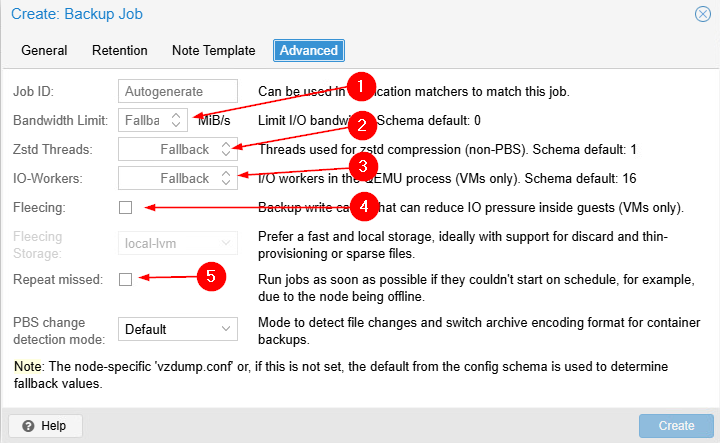 Create: Backup Job
General Retention Note Template Advanced
Job ID: Autogenerate Can be used in cation matchers to match this job.
1
Bandwidth Limit: Fallba MiB/s Limit I/O bandwi Schema default: 0
2
Zstd Threads: Fallback Threads used for zstd compression (non-PBS). Schema default: 1
3
IO-Workers: Fallback I/O workers in the QEMU process (VMs only). Schema default: 16
Fleecing: Backup write ca hat can reduce IO pressure inside guests (VMs only).
4
Fleecing Storage: local-lvm Prefer a fast and local storage, ideally with support for discard and thin-
provisioning or sparse files.
5
Repeat missed: Run jobs as soon as possible if they couldn't start on schedule, for example,
due to the node being offline.
PBS change detection mode: Default Mode to detect file changes and switch archive encoding format for container
backups.
Note: The node-specific 'vzdump.conf' or, if this is not set, the default from the config schema is used to determine
fallback values.
Help Create